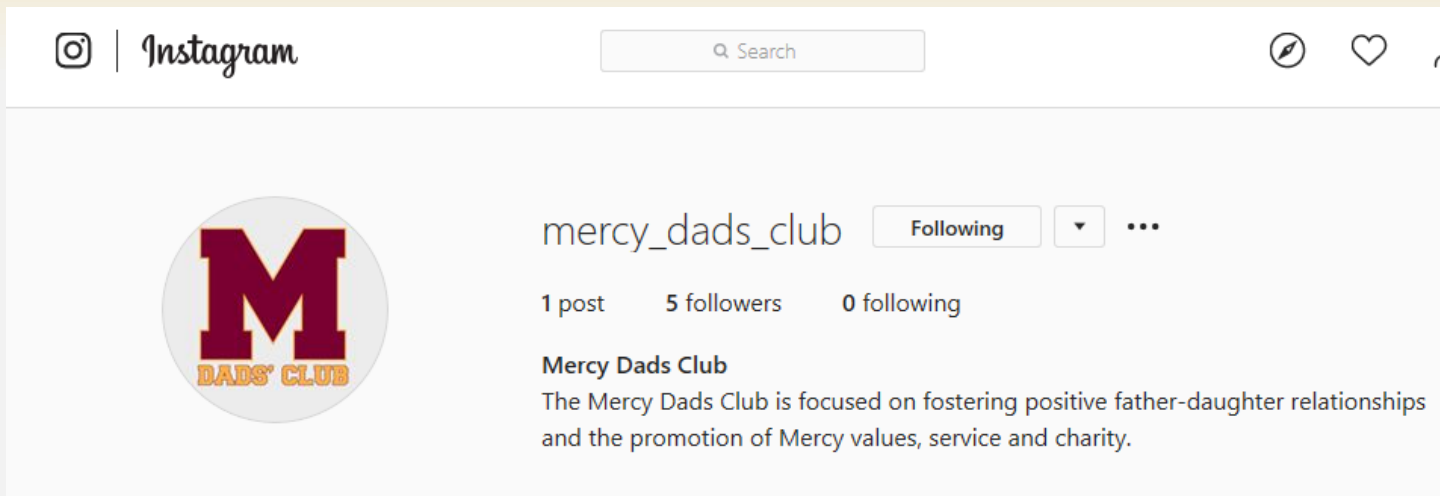 Instagram
Search
M
DADS' CLUB
mercy_dads_club
Following
1 post 5 followers 0 following
Mercy Dads Club
The Mercy Dads Club is focused on fostering positive father-daughter relationships
and the promotion of Mercy values, service and charity.